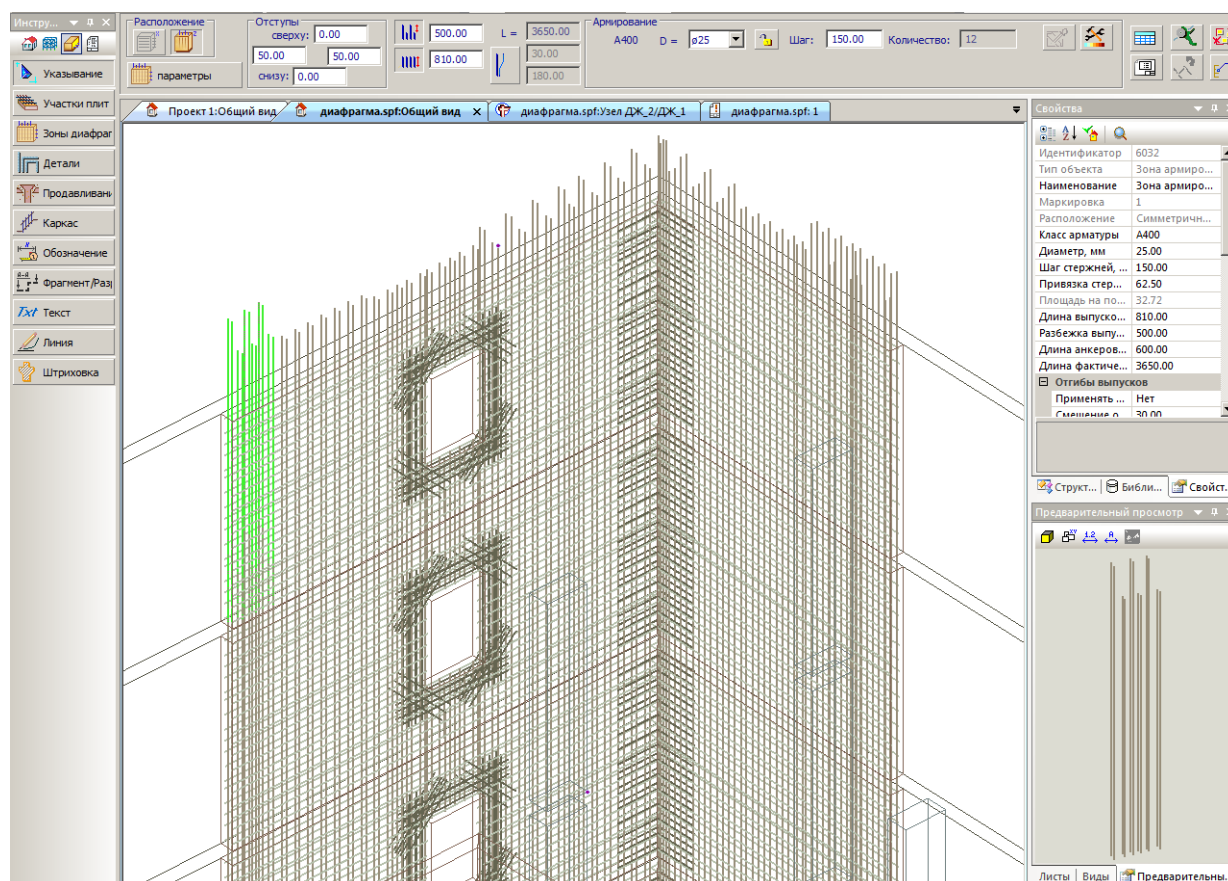 Инстру...
Указывание
Участки плит
Зоны диафраг
Детали
Продавливани
Каркас
Обозначение
Фрагмент/Раз
Txt Текст
Линия
Штриховка
Расположение
параметры
Отступы
сверху: 0.00
50.00 50.00
снизу: 0.00
500.00
810.00
L = 3650.00
30.00
180.00
Армирование
A400 D = ø25 Шаг: 150.00 Количество: 12
Проект 1:Общий вид
диафрагма.spf:Общий вид
диафрагма.spf:Узел ДЖ_2/ДЖ_1
диафрагма.spf: 1
Свойства
Идентификатор 6032
Тип объекта Зона армиро...
Наименование Зона армиро...
Маркировка 1
Расположение Симметричн...
Класс арматуры A400
Диаметр, мм 25.00
Шаг стержней, ... 150.00
Привязка стер... 62.50
Площадь на по... 32.72
Длина выпуско... 810.00
Разбежка выпу... 500.00
Длина анкеров... 600.00
Длина фактиче... 3650.00
Отгибы выпусков
Применять ... Нет
Смещение о... 30.00
Структ... Библи... Свойст...
Предварительный просмотр
Листы Виды Предварительны...